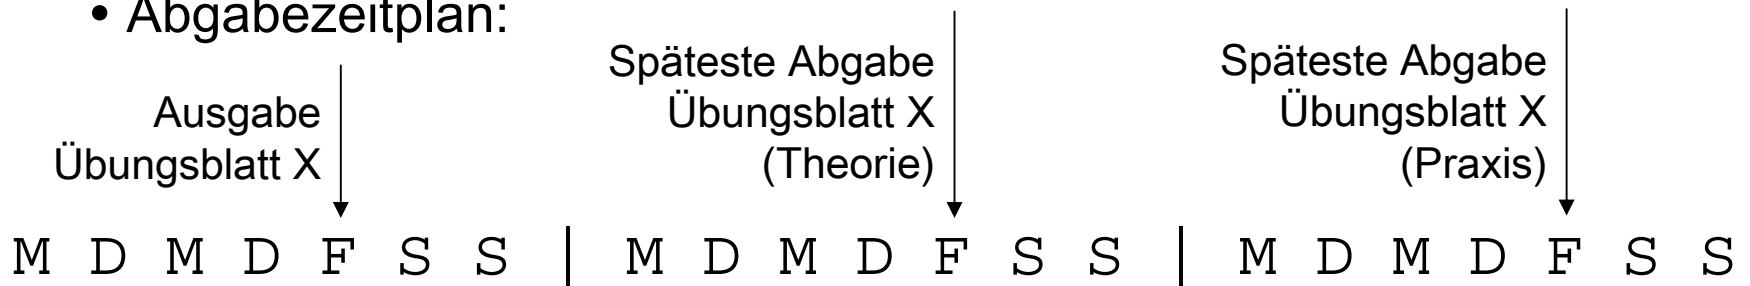 • Abgabezeitplan:
Ausgabe
Übungsblatt X
Späteste Abgabe
Übungsblatt X
(Theorie)
Späteste Abgabe
Übungsblatt X
(Praxis)
M D M D F S S | M D M D F S S | M D M D F S S